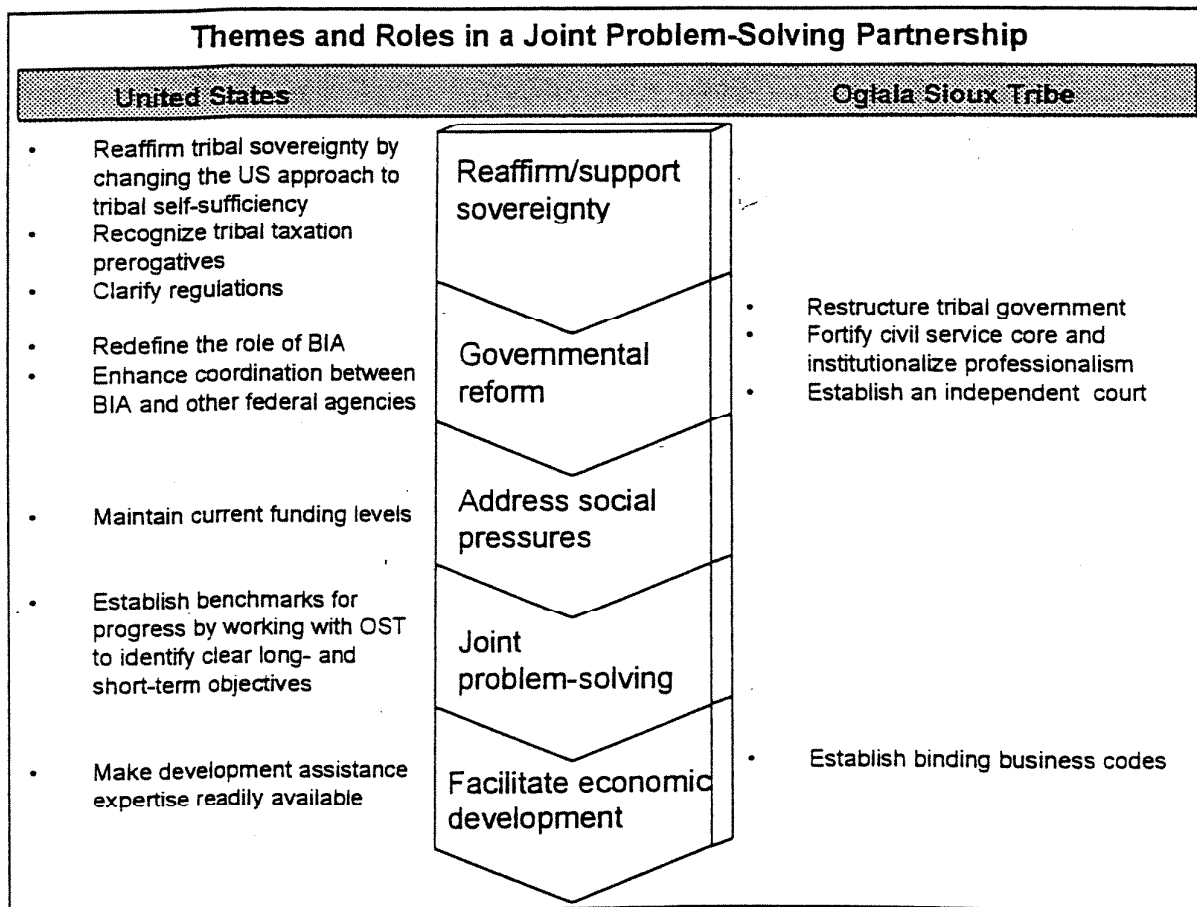 Themes and Roles in a Joint Problem-Solving Partnership
United States
Oglala Sioux Tribe
• Reaffirm tribal sovereignty by
changing the US approach to
tribal self-sufficiency
• Recognize tribal taxation
prerogatives
• Clarify regulations
• Redefine the role of BIA
• Enhance coordination between
BIA and other federal agencies
• Maintain current funding levels
• Establish benchmarks for
progress by working with OST
to identify clear long- and
short-term objectives
• Make development assistance
expertise readily available
Reaffirm/support
sovereignty
Governmental
reform
Address social
pressures
Joint
problem-solving
Facilitate economic
development
• Restructure tribal government
• Fortify civil service core and
institutionalize professionalism
• Establish an independent court
• Establish binding business codes